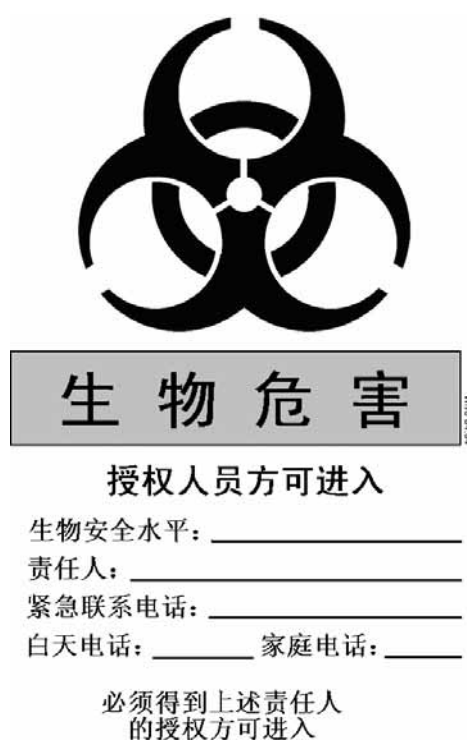 生物危害
授权人员方可进入
生物安全水平：
责任人：
紧急联系电话：
白天电话： 家庭电话：
必须得到上述责任人
的授权方可进入